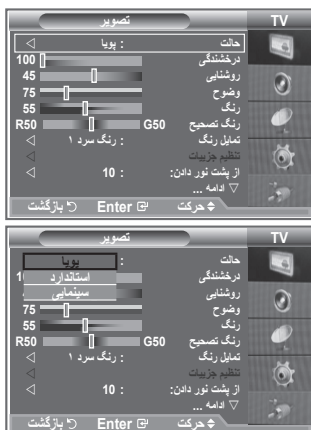 TV تصویر
حالت : پویا
درخشندگی 100
روشنایی 45
وضوح 75
رنگ 55
رنگ تصحیح G50 R50
تمایل رنگ : رنگ سرد ۱
تنظیم جزییات
از پشت نور دادن: : 10
▽ ادامه ...
حرکت Enter بازگشت
TV تصویر
حالت : پویا
درخشندگی 1 استاندارد
روشنایی سینمایی
وضوح 75
رنگ 55
رنگ تصحیح G50 R50
تمایل رنگ : رنگ سرد ۱
تنظیم جزییات
از پشت نور دادن: : 10
▽ ادامه ...
حرکت Enter بازگشت